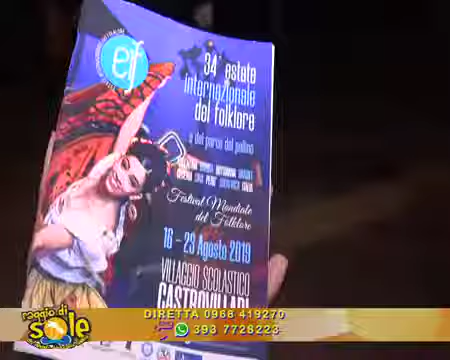 eif
34ª estate
internazionale
del folklore
e del parco del pollino
Festival Mondiale
del Folklore
16 - 23 Agosto 2019
VILLAGGIO SCOLASTICO
CASTROVILLARI
DIRETTA 0966 419270
393 7728223
raggio di
sole